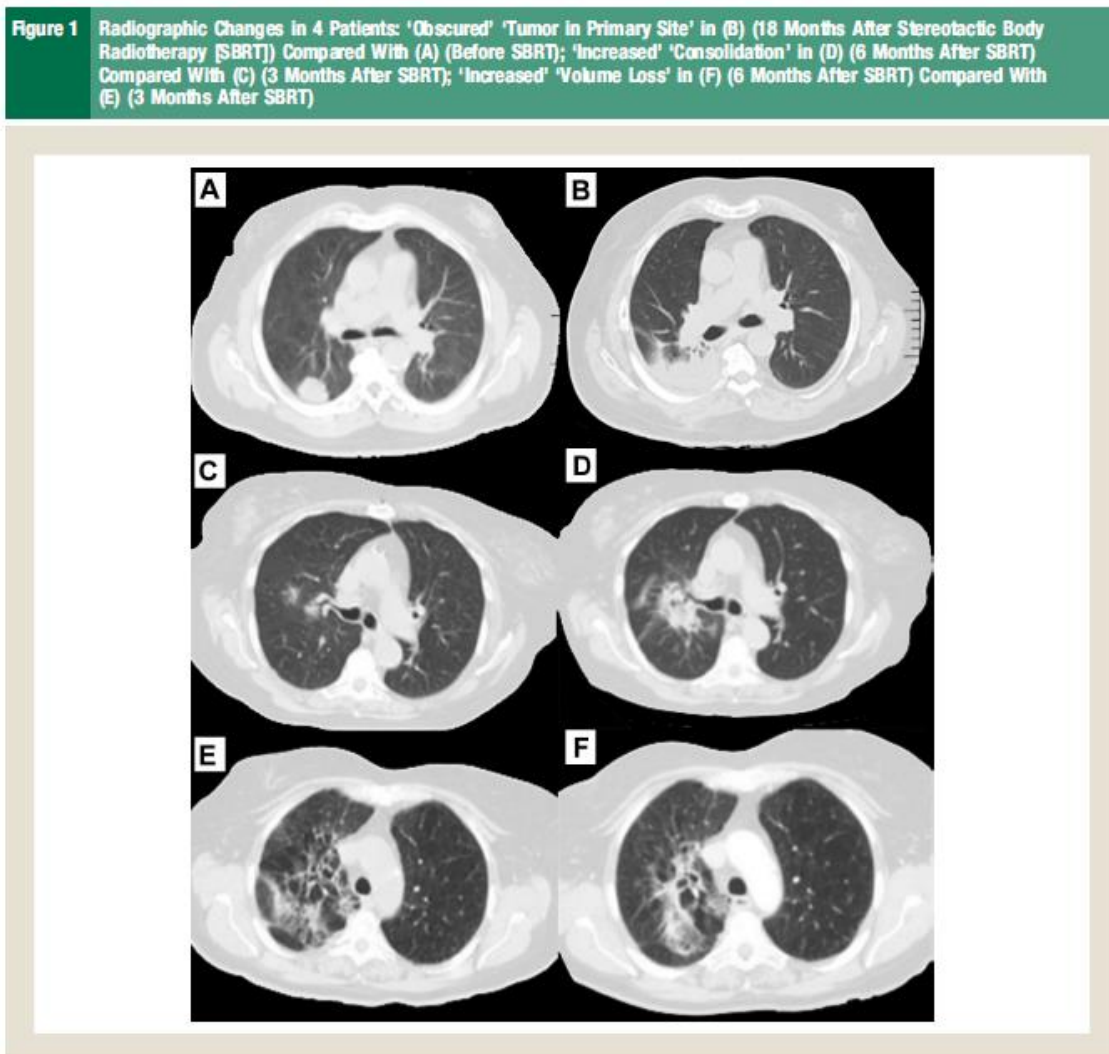 Figure 1
Radiographic Changes in 4 Patients: ‘Obscured’ ‘Tumor in Primary Site’ in (B) (18 Months After Stereotactic Body
Radiotherapy [SBRT]) Compared With (A) (Before SBRT); ‘Increased’ ‘Consolidation’ in (D) (6 Months After SBRT)
Compared With (C) (3 Months After SBRT); ‘Increased’ ‘Volume Loss’ in (F) (6 Months After SBRT) Compared With
(E) (3 Months After SBRT)
A
B
C
D
E
F